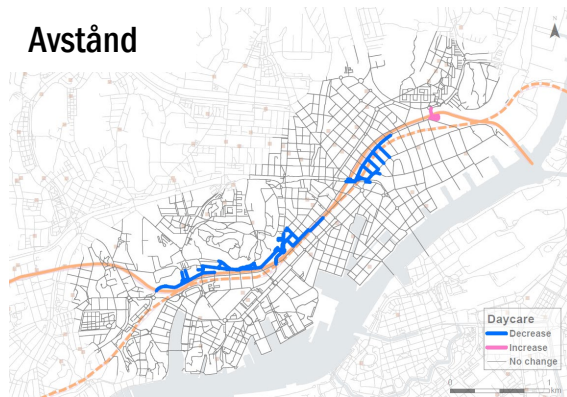 Avstånd
N
Daycare
Decrease
Increase
No change
0 1
km